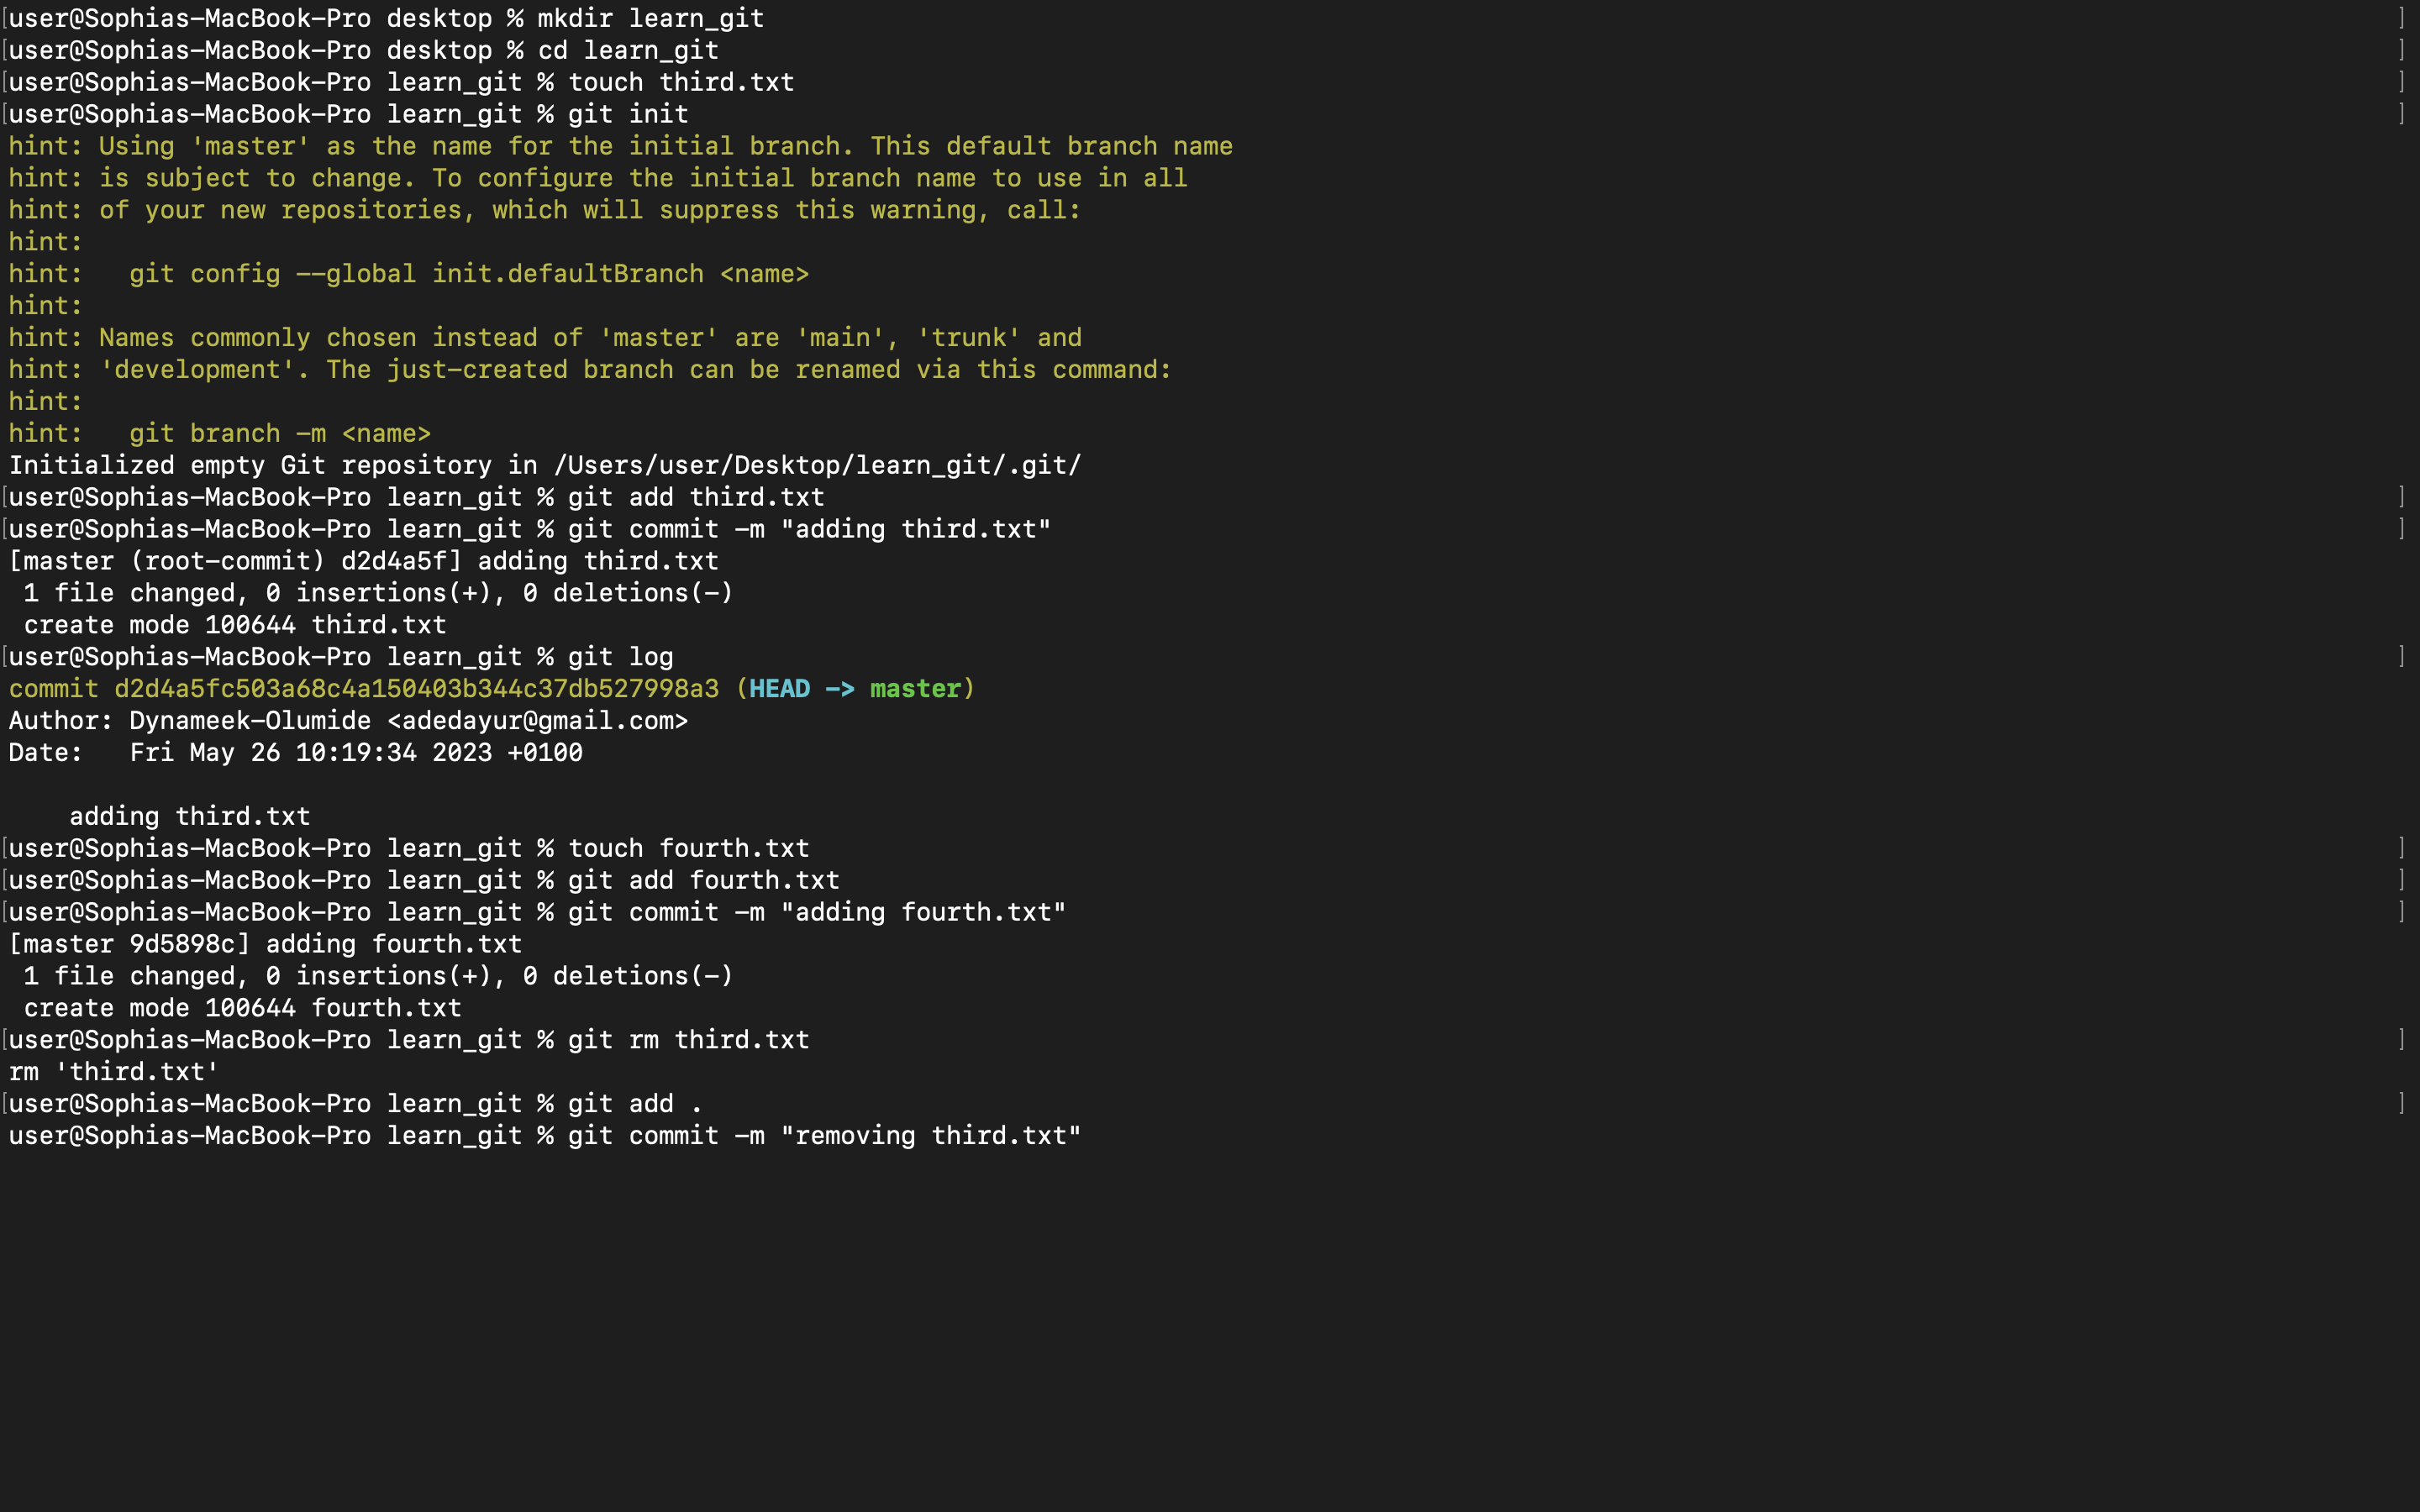 [user@Sophias-MacBook-Pro desktop % mkdir learn_git ]
[user@Sophias-MacBook-Pro desktop % cd learn_git ]
[user@Sophias-MacBook-Pro learn_git % touch third.txt ]
[user@Sophias-MacBook-Pro learn_git % git init ]
hint: Using 'master' as the name for the initial branch. This default branch name
hint: is subject to change. To configure the initial branch name to use in all
hint: of your new repositories, which will suppress this warning, call:
hint:
hint:   git config --global init.defaultBranch <name>
hint:
hint: Names commonly chosen instead of 'master' are 'main', 'trunk' and
hint: 'development'. The just-created branch can be renamed via this command:
hint:
hint:   git branch -m <name>
Initialized empty Git repository in /Users/user/Desktop/learn_git/.git/
[user@Sophias-MacBook-Pro learn_git % git add third.txt ]
[user@Sophias-MacBook-Pro learn_git % git commit -m "adding third.txt" ]
[master (root-commit) d2d4a5f] adding third.txt
 1 file changed, 0 insertions(+), 0 deletions(-)
 create mode 100644 third.txt
[user@Sophias-MacBook-Pro learn_git % git log ]
commit d2d4a5fc503a68c4a150403b344c37db527998a3 (HEAD -> master)
Author: Dynameek-Olumide <adedayur@gmail.com>
Date:   Fri May 26 10:19:34 2023 +0100

    adding third.txt
[user@Sophias-MacBook-Pro learn_git % touch fourth.txt ]
[user@Sophias-MacBook-Pro learn_git % git add fourth.txt ]
[user@Sophias-MacBook-Pro learn_git % git commit -m "adding fourth.txt" ]
[master 9d5898c] adding fourth.txt
 1 file changed, 0 insertions(+), 0 deletions(-)
 create mode 100644 fourth.txt
[user@Sophias-MacBook-Pro learn_git % git rm third.txt ]
rm 'third.txt'
[user@Sophias-MacBook-Pro learn_git % git add . ]
user@Sophias-MacBook-Pro learn_git % git commit -m "removing third.txt"